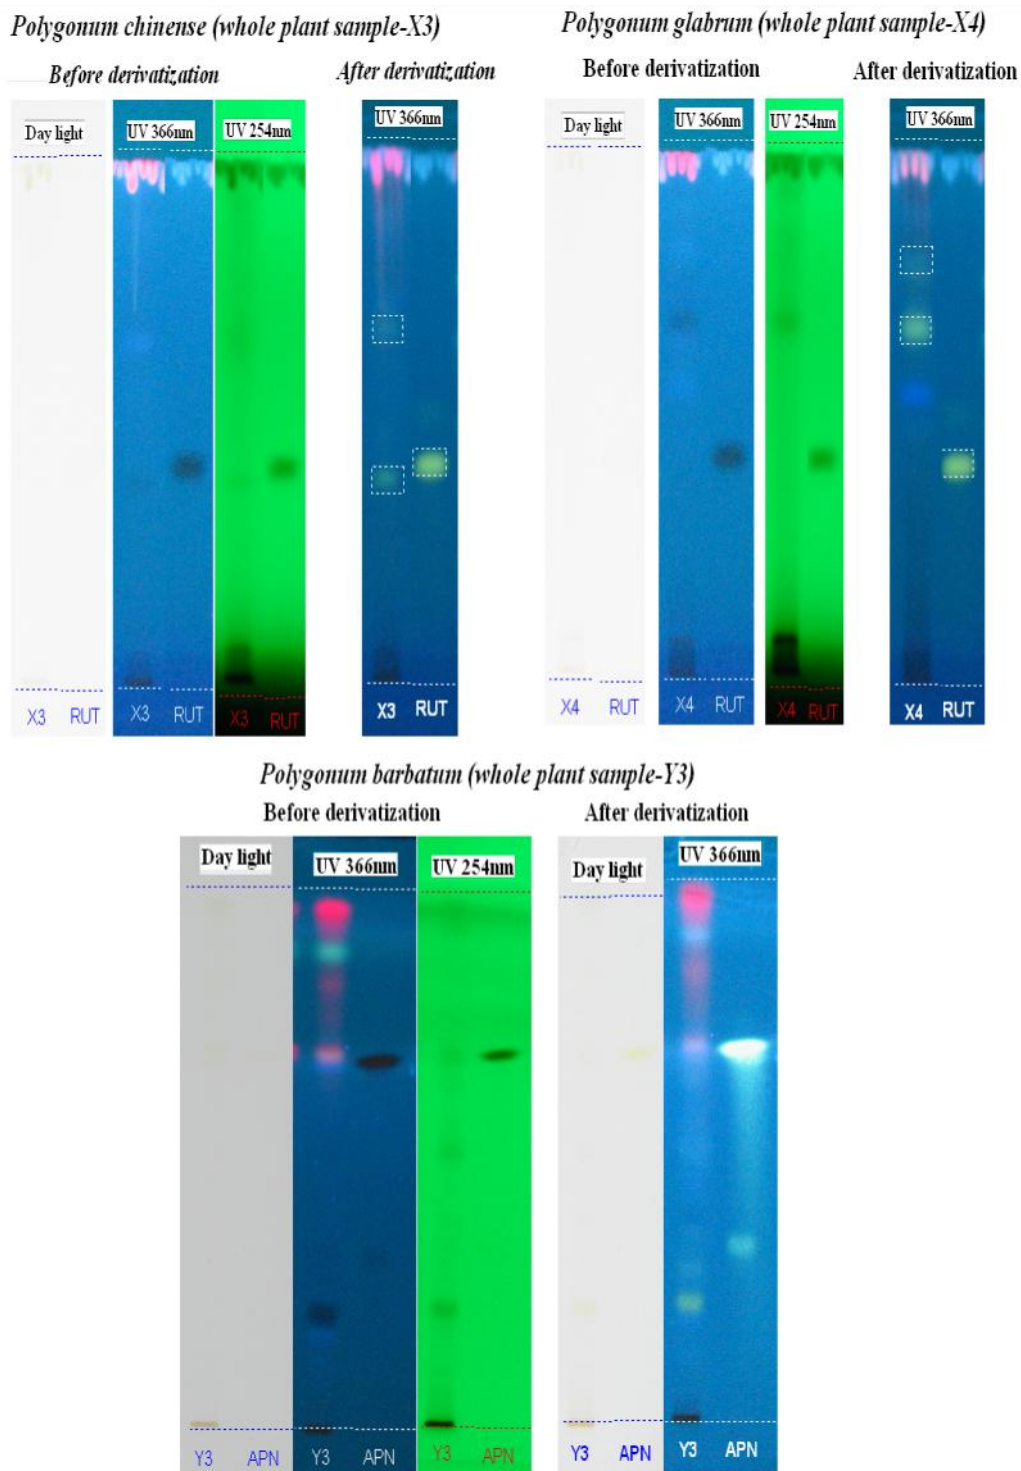 Polygonum chinense (whole plant sample-X3)
Before derivatization
After derivatization
Day light
UV 366nm
UV 254nm
UV 366nm
X3 RUT
X3 RUT
X3 RUT
X3 RUT
Polygonum glabrum (whole plant sample-X4)
Before derivatization
After derivatization
Day light
UV 366nm
UV 254nm
UV 366nm
X4 RUT
X4 RUT
X4 RUT
X4 RUT
Polygonum barbatum (whole plant sample-Y3)
Before derivatization
After derivatization
Day light
UV 366nm
UV 254nm
Day light
UV 366nm
Y3 APN
Y3 APN
Y3 APN
Y3 APN
Y3 APN